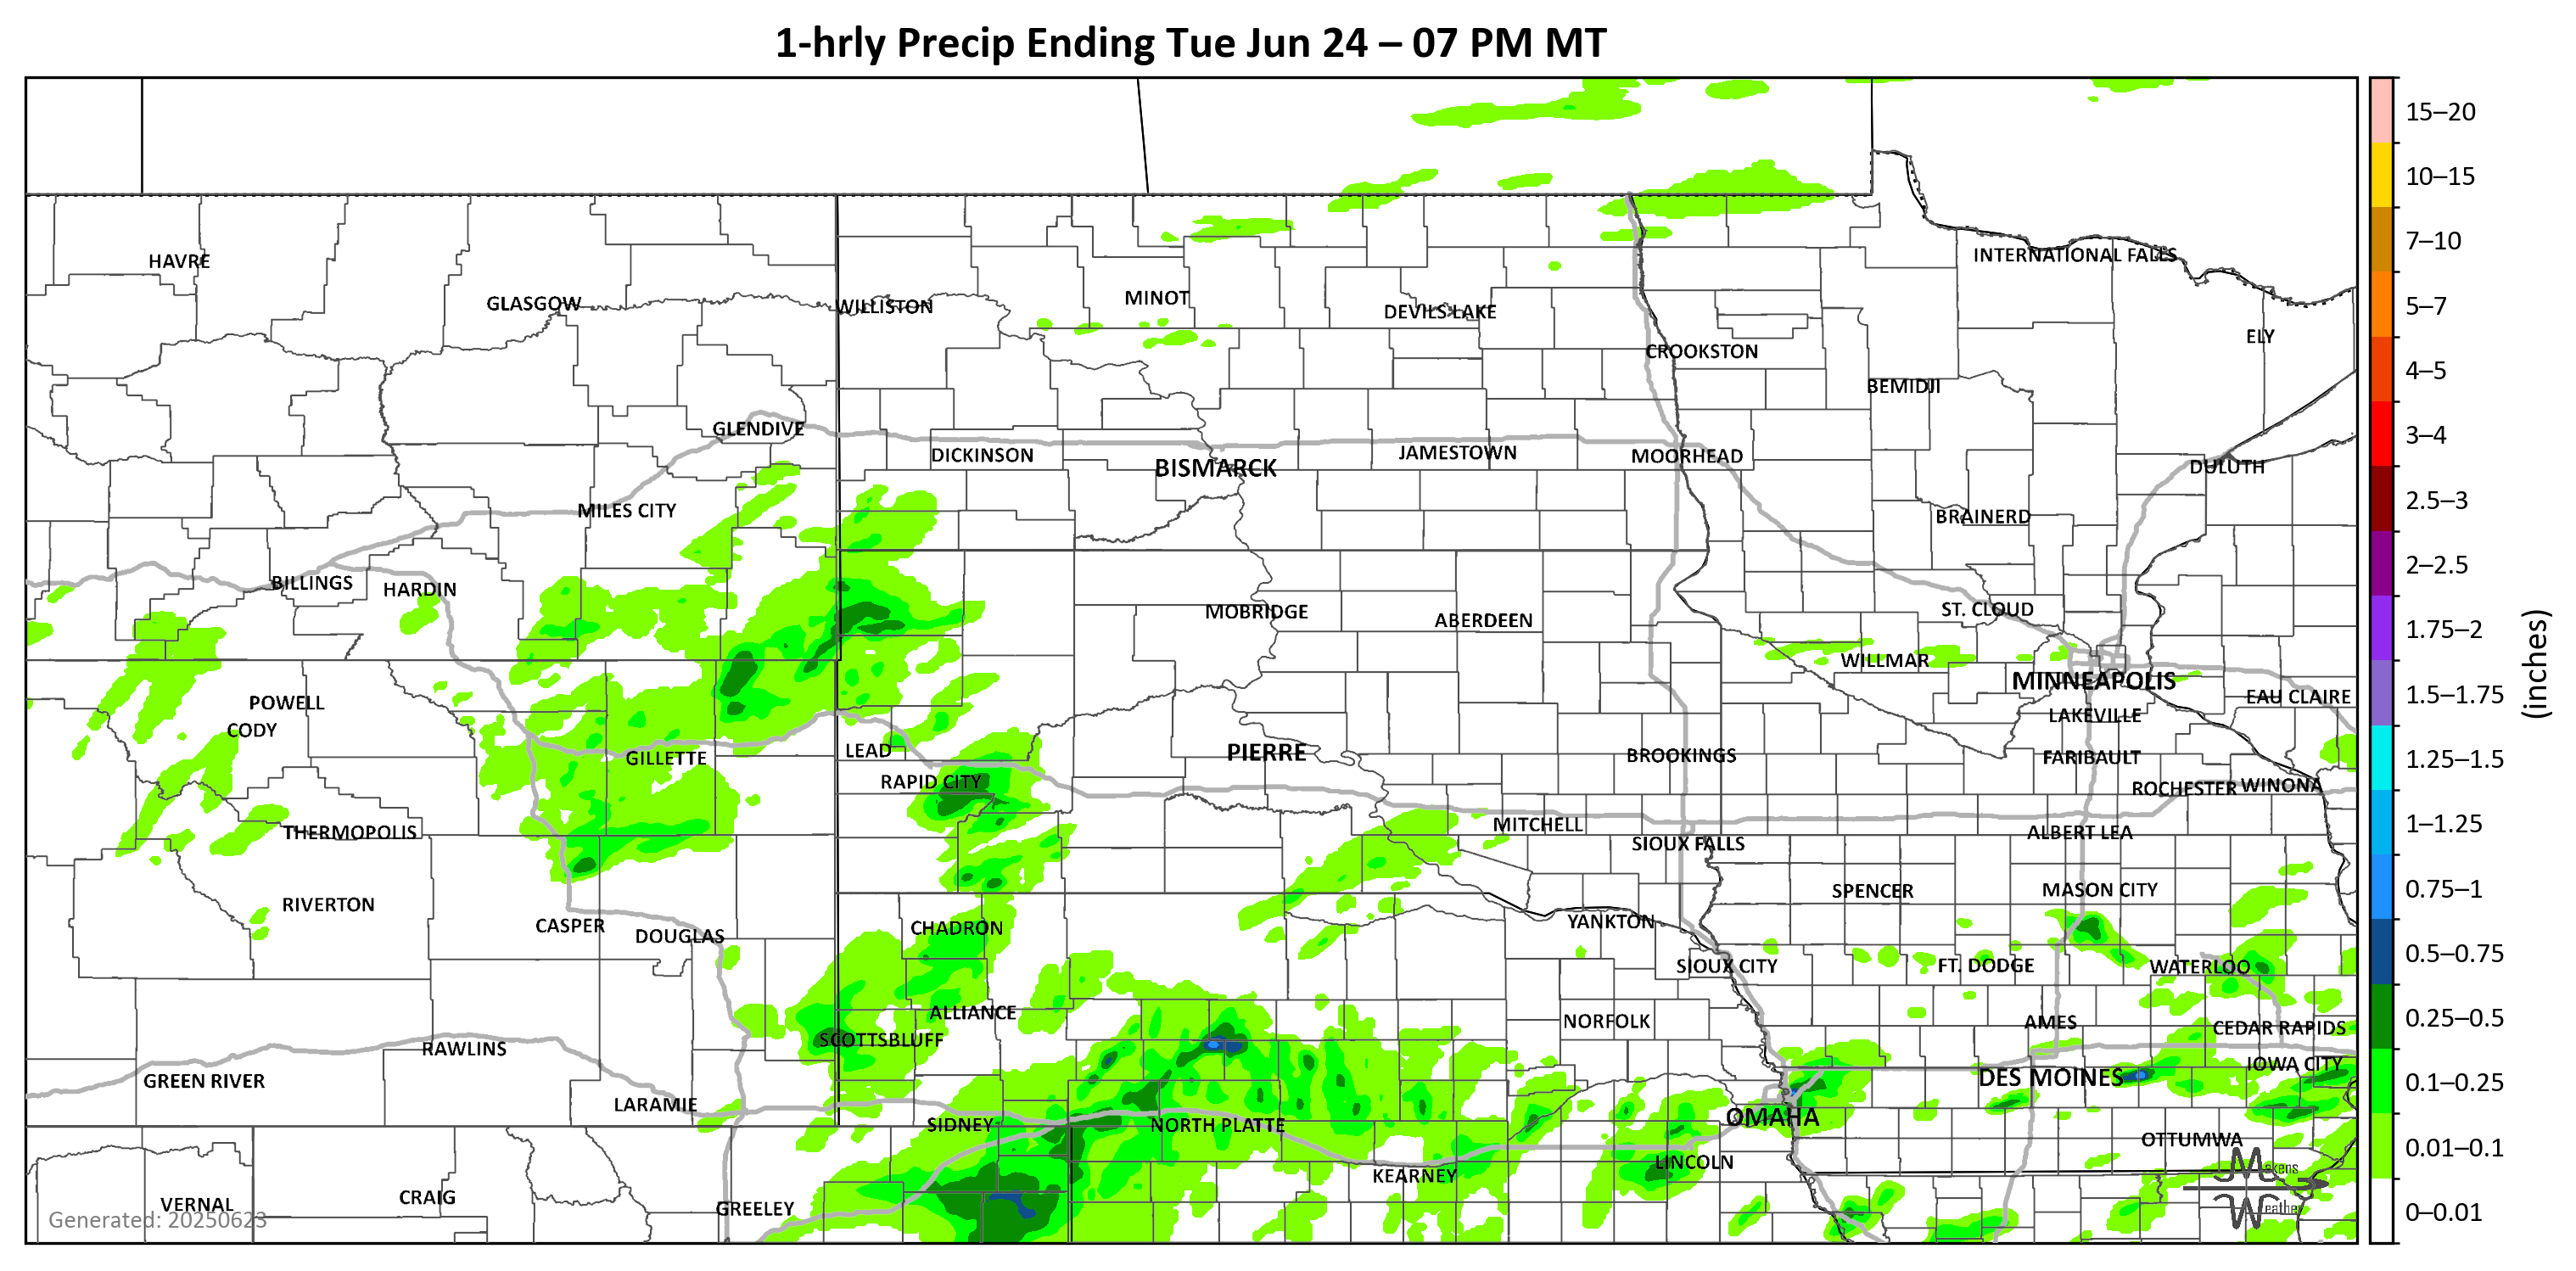 1-hrly Precip Ending Tue Jun 24 – 07 PM MT
15–20
10–15
7–10
5–7
4–5
3–4
2.5–3
2–2.5
1.75–2
1.5–1.75
1.25–1.5
1–1.25
0.75–1
0.5–0.75
0.25–0.5
0.1–0.25
0.01–0.1
0–0.01
(inches)
HAVRE
INTERNATIONAL FALLS
GLASGOW
WILLISTON
MINOT
DEVILS LAKE
ELY
CROOKSTON
BEMIDJI
GLENDIVE
DICKINSON
BISMARCK
JAMESTOWN
MOORHEAD
DULUTH
MILES CITY
BRAINERD
BILLINGS
HARDIN
MOBRIDGE
ABERDEEN
ST. CLOUD
WILLMAR
MINNEAPOLIS
POWELL
EAU CLAIRE
CODY
LAKEVILLE
GILLETTE
LEAD
PIERRE
BROOKINGS
FARIBAULT
RAPID CITY
ROCHESTER
WINONA
THERMOPOLIS
MITCHELL
SIOUX FALLS
ALBERT LEA
RIVERTON
SPENCER
MASON CITY
CASPER
DOUGLAS
CHADRON
YANKTON
SIOUX CITY
FT. DODGE
WATERLOO
ALLIANCE
NORFOLK
AMES
CEDAR RAPIDS
SCOTTSBLUFF
RAWLINS
IOWA CITY
GREEN RIVER
DES MOINES
LARAMIE
SIDNEY
NORTH PLATTE
OMAHA
OTTUMWA
KEARNEY
LINCOLN
VERNAL
CRAIG
GREELEY
Generated: 20250623
Makens
Weather